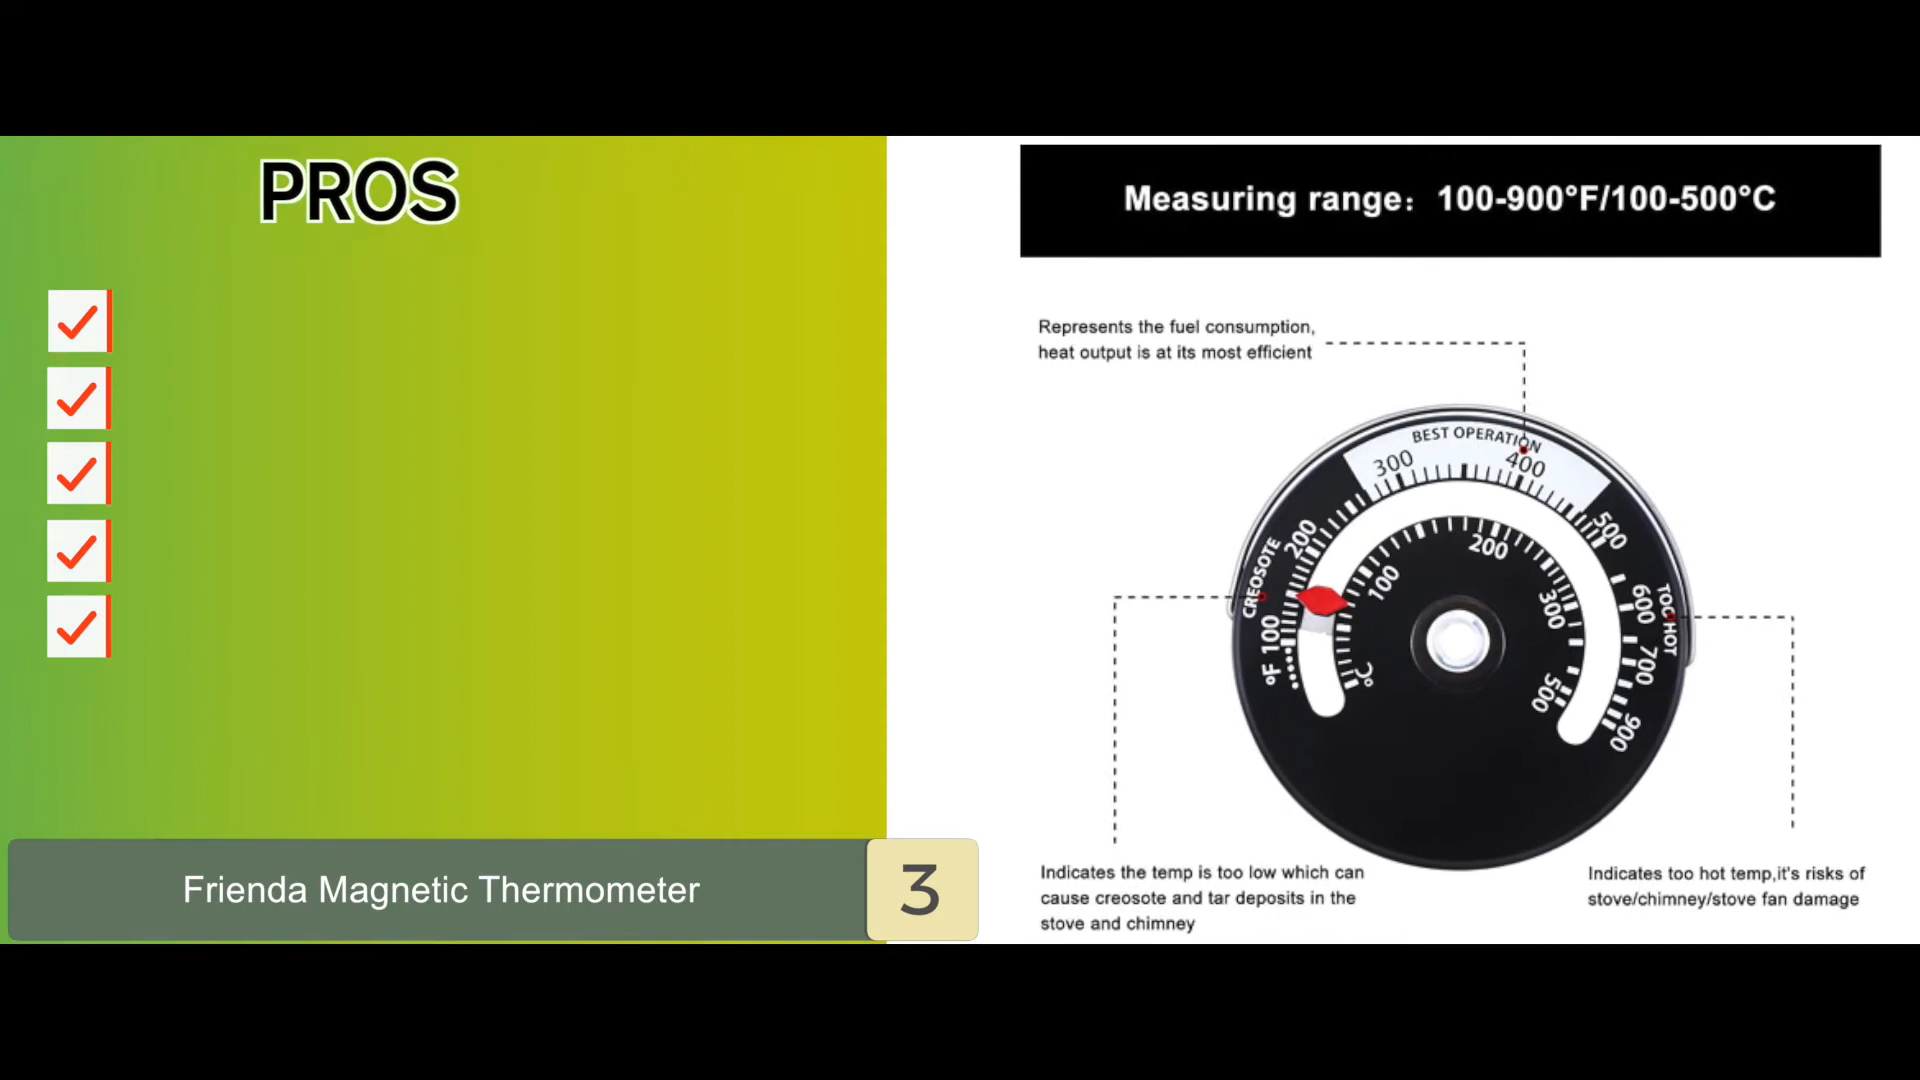 PROS
Frienda Magnetic Thermometer
3
Measuring range: 100-900°F/100-500°C
Represents the fuel consumption,
heat output is at its most efficient
BEST OPERATION
300
400
200
500
CREOSOTE
100
°F
600
TOO HOT
700
900
100
200
300
500
°C
Indicates the temp is too low which can
cause creosote and tar deposits in the
stove and chimney
Indicates too hot temp,it's risks of
stove/chimney/stove fan damage